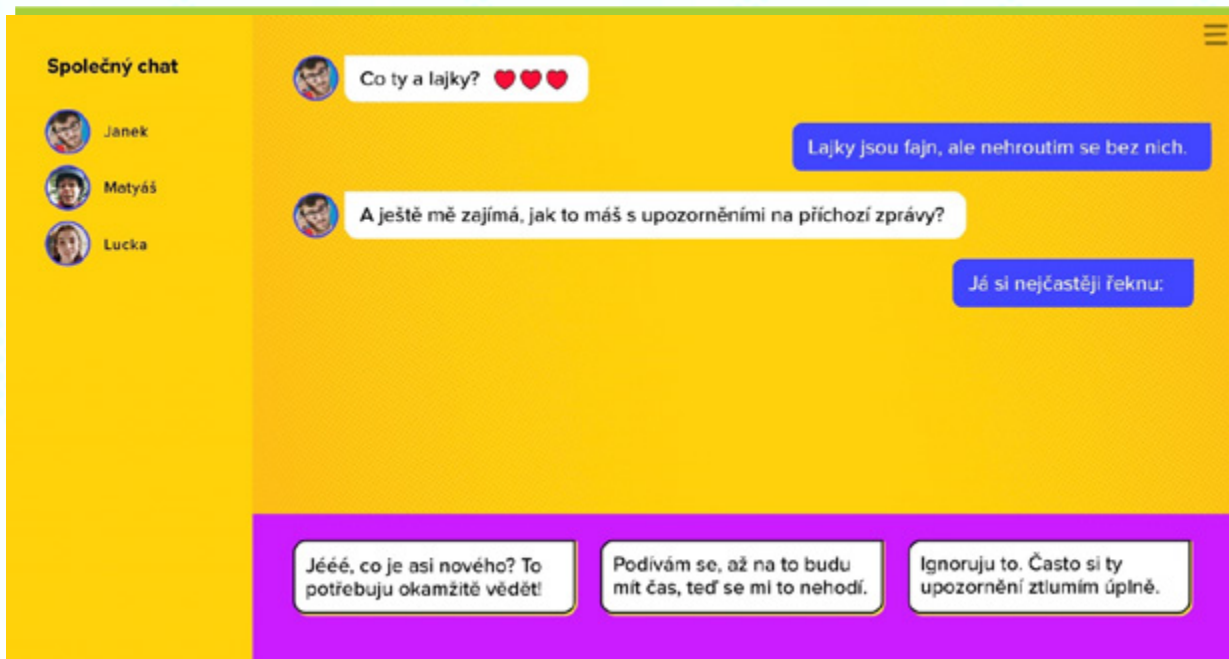 Společný chat
Janek
Matyáš
Lucka
Co ty a lajky? ❤❤❤
Lajky jsou fajn, ale nehroutím se bez nich.
A ještě mě zajímá, jak to máš s upozorněními na příchozí zprávy?
Já si nejčastěji řeknu:
Jééé, co je asi nového? To
potřebuju okamžitě vědět!
Podívám se, až na to budu
mít čas, teď se mi to nehodí.
Ignoruju to. Často si ty
upozornění ztlumím úplně.